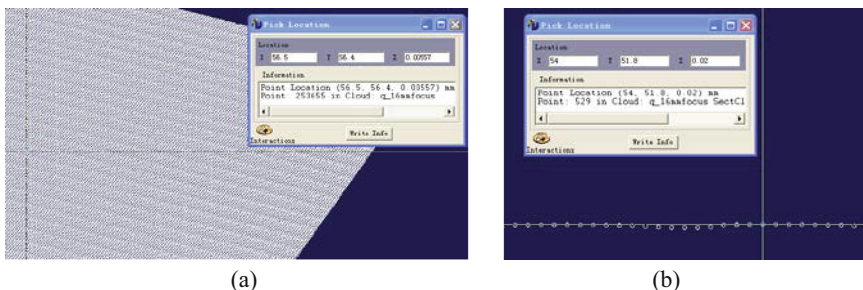 Pick Location
Location
X 56.5 Y 56.4 Z 0.00557
Information
Point Location (56.5, 56.4, 0.00557) mm
Point: 253655 in Cloud: q_16mmfocus
Interactions
Write Info
(a)
Pick Location
Location
X 54 Y 51.8 Z 0.02
Information
Point Location (54, 51.8, 0.02) mm
Point: 529 in Cloud: q_16mmfocus SectCl
Interactions
Write Info
(b)